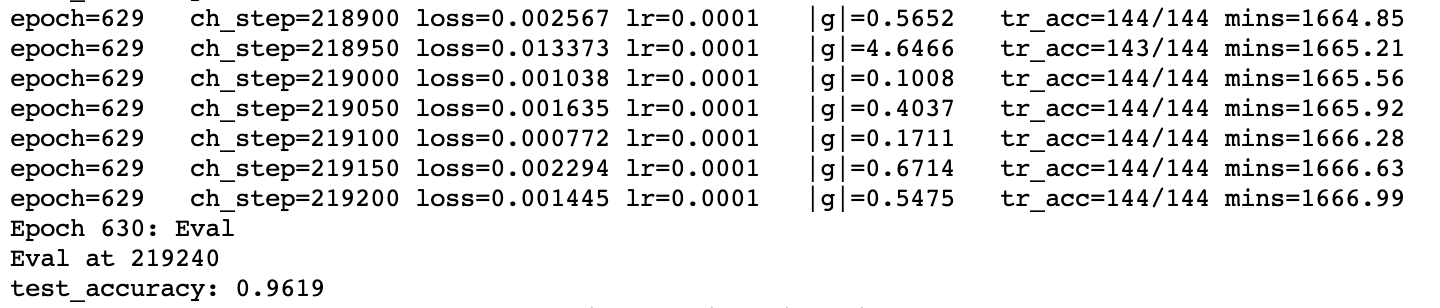 epoch=629 ch_step=218900 loss=0.002567 lr=0.0001 |g|=0.5652 tr_acc=144/144 mins=1664.85
epoch=629 ch_step=218950 loss=0.013373 lr=0.0001 |g|=4.6466 tr_acc=143/144 mins=1665.21
epoch=629 ch_step=219000 loss=0.001038 lr=0.0001 |g|=0.1008 tr_acc=144/144 mins=1665.56
epoch=629 ch_step=219050 loss=0.001635 lr=0.0001 |g|=0.4037 tr_acc=144/144 mins=1665.92
epoch=629 ch_step=219100 loss=0.000772 lr=0.0001 |g|=0.1711 tr_acc=144/144 mins=1666.28
epoch=629 ch_step=219150 loss=0.002294 lr=0.0001 |g|=0.6714 tr_acc=144/144 mins=1666.63
epoch=629 ch_step=219200 loss=0.001445 lr=0.0001 |g|=0.5475 tr_acc=144/144 mins=1666.99
Epoch 630: Eval
Eval at 219240
test_accuracy: 0.9619